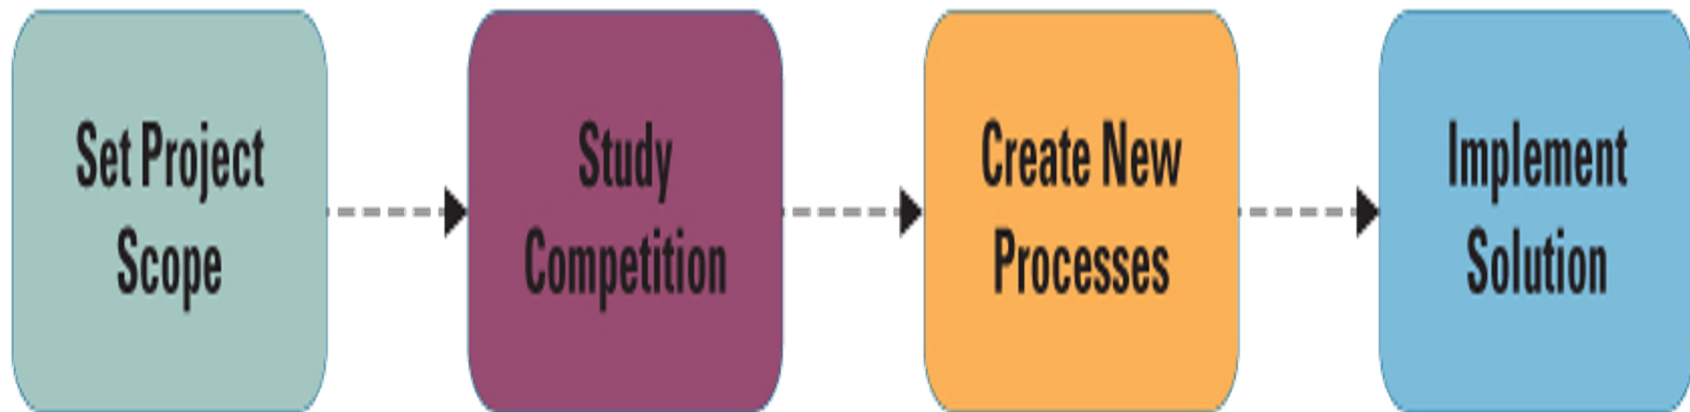 Set Project
Scope
Study
Competition
Create New
Processes
Implement
Solution